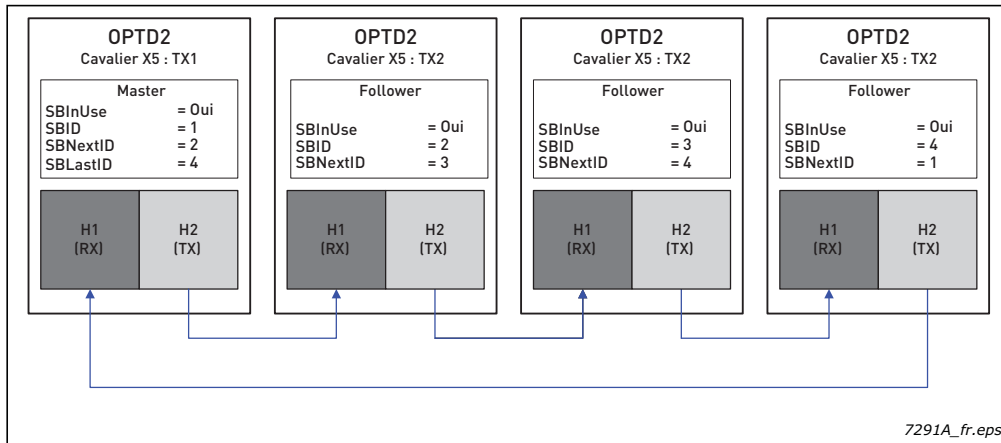 OPTD2
Cavalier X5 : TX1
Master
SBInUse = Oui
SBID = 1
SBNextID = 2
SBLastID = 4
H1
(RX)
H2
(TX)
OPTD2
Cavalier X5 : TX2
Follower
SBInUse = Oui
SBID = 2
SBNextID = 3
H1
(RX)
H2
(TX)
OPTD2
Cavalier X5 : TX2
Follower
SBInUse = Oui
SBID = 3
SBNextID = 4
H1
(RX)
H2
(TX)
OPTD2
Cavalier X5 : TX2
Follower
SBInUse = Oui
SBID = 4
SBNextID = 1
H1
(RX)
H2
(TX)
7291A_fr.eps